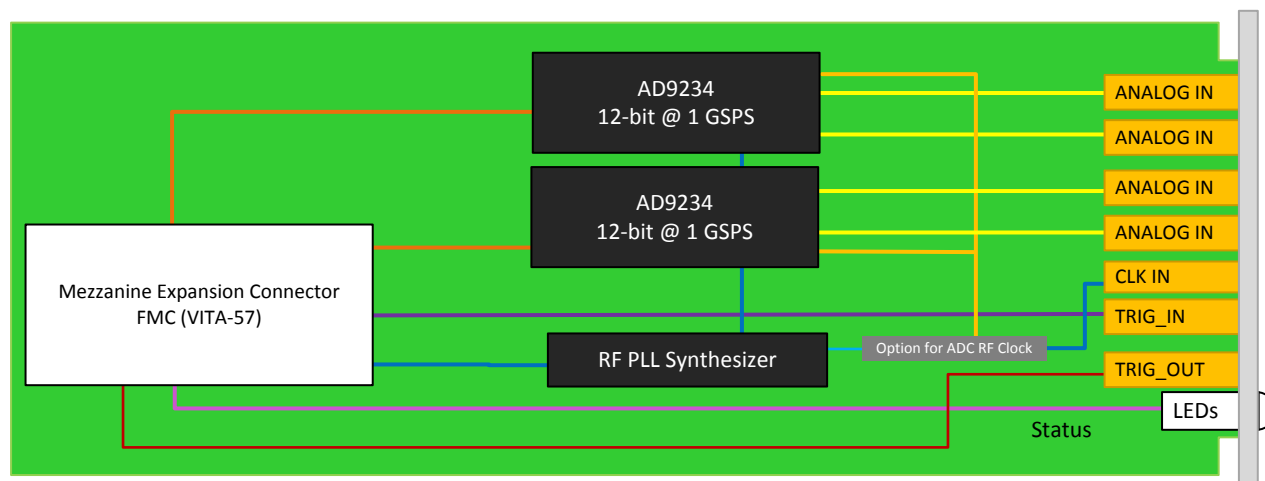 AD9234
12-bit @ 1 GSPS
ANALOG IN
ANALOG IN
AD9234
12-bit @ 1 GSPS
ANALOG IN
ANALOG IN
Mezzanine Expansion Connector
FMC (VITA-57)
CLK IN
TRIG_IN
RF PLL Synthesizer
Option for ADC RF Clock
TRIG_OUT
LEDs
Status